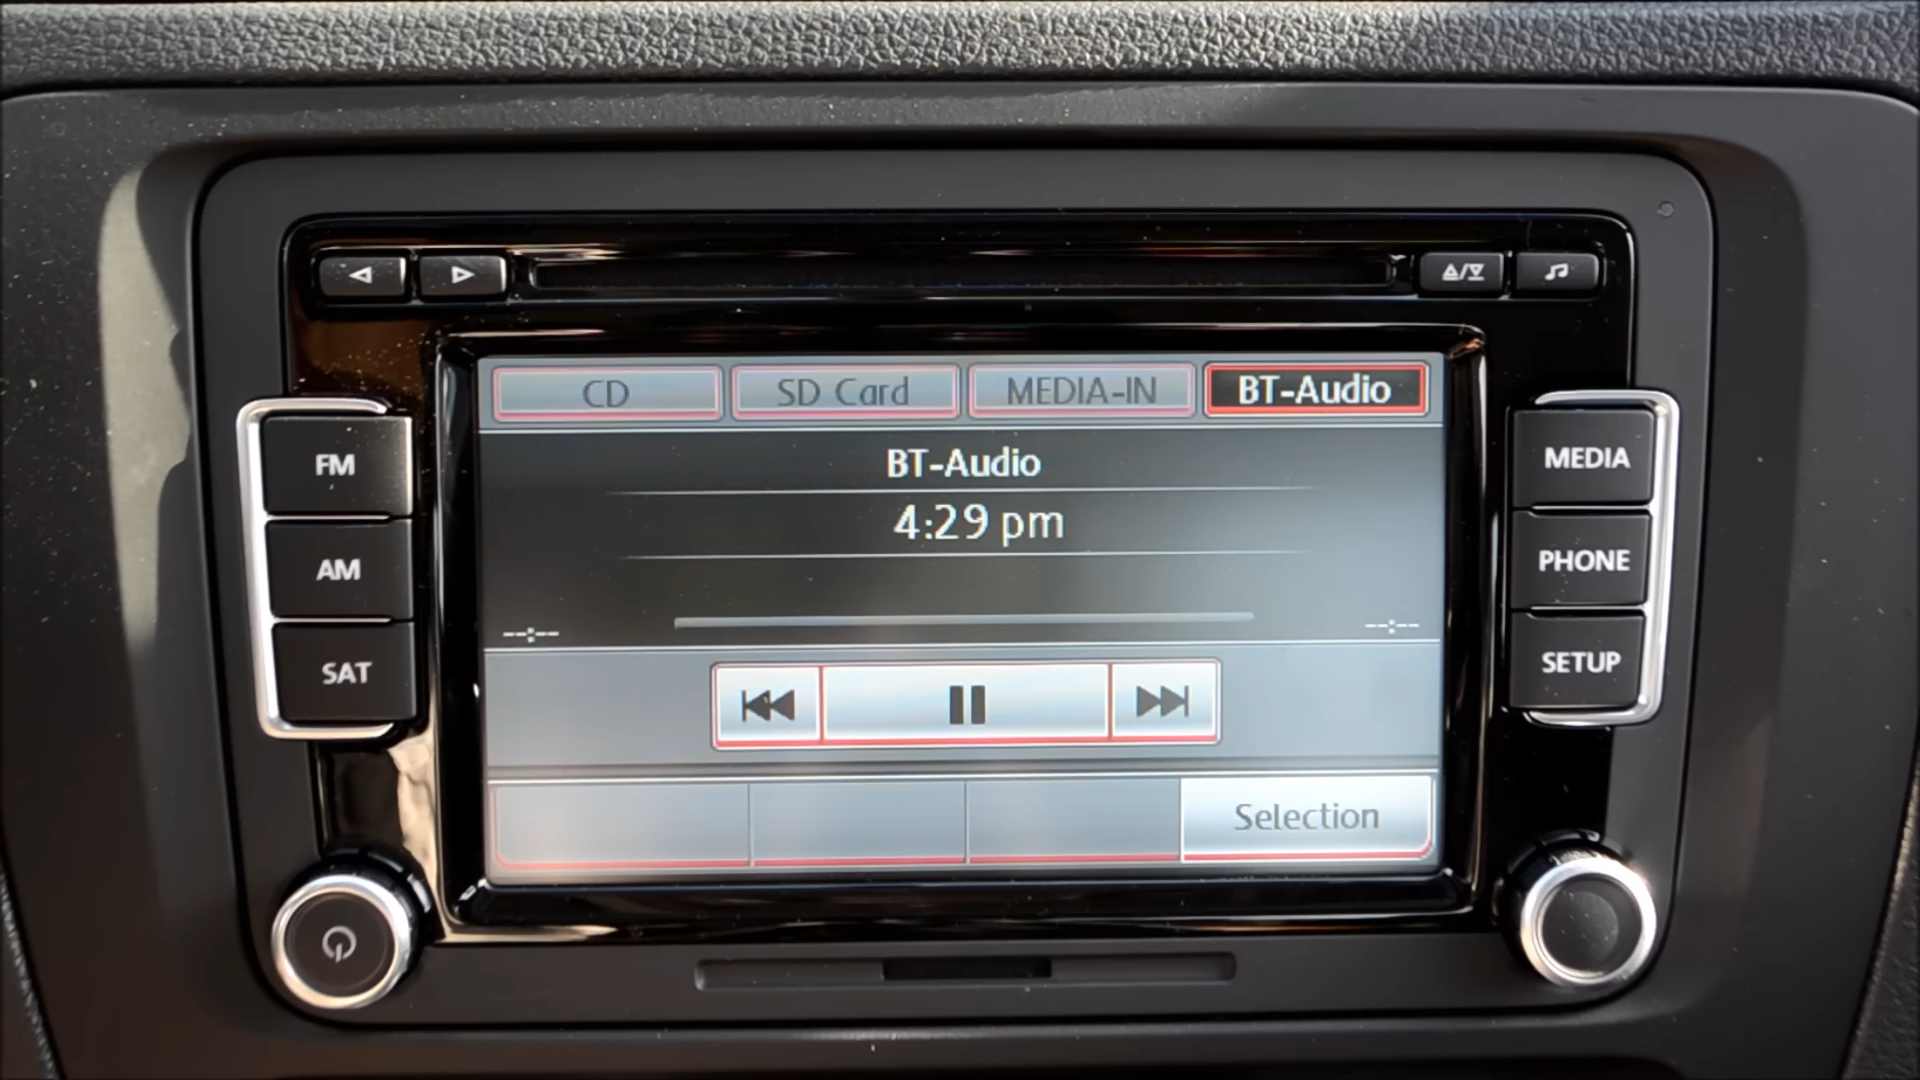 CD
SD Card
MEDIA-IN
BT-Audio
BT-Audio
4:29 pm
--:--
--:--
Selection
FM
AM
SAT
MEDIA
PHONE
SETUP